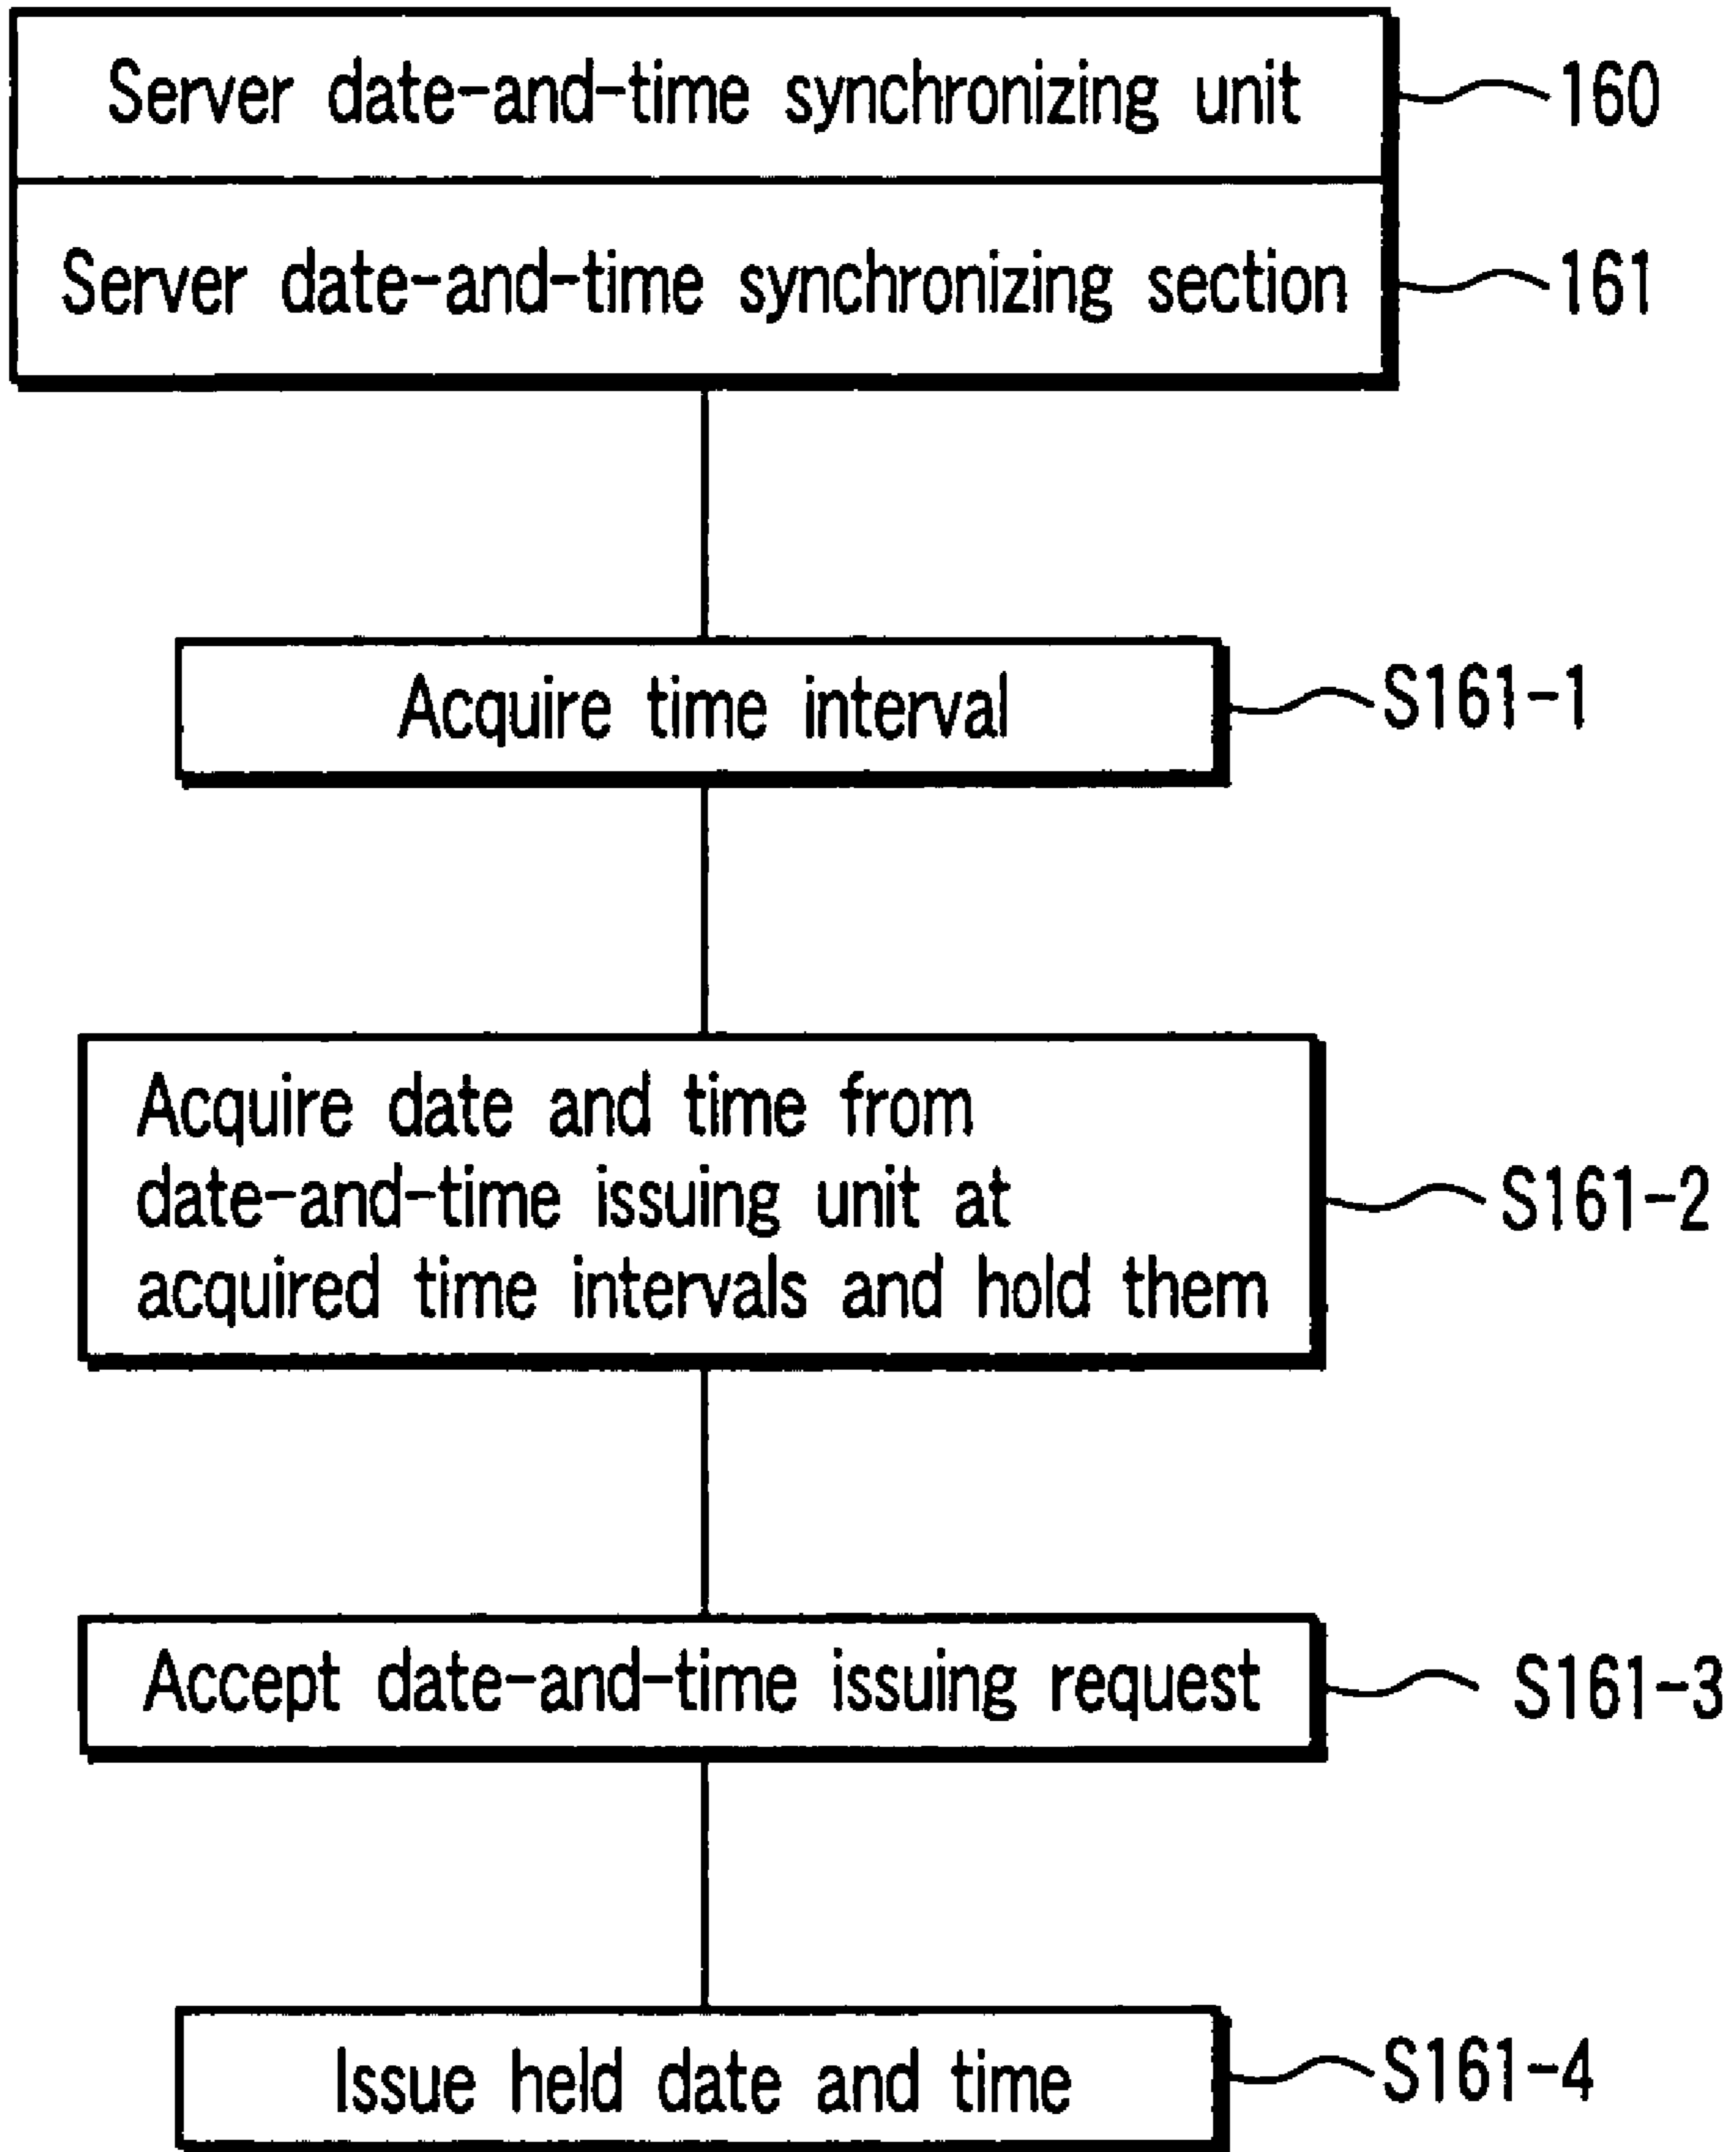 Server date-and-time synchronizing unit
160
Server date-and-time synchronizing section
161
Acquire time interval
S161-1
Acquire date and time from
date-and-time issuing unit at
acquired time intervals and hold them
S161-2
Accept date-and-time issuing request
S161-3
Issue held date and time
S161-4